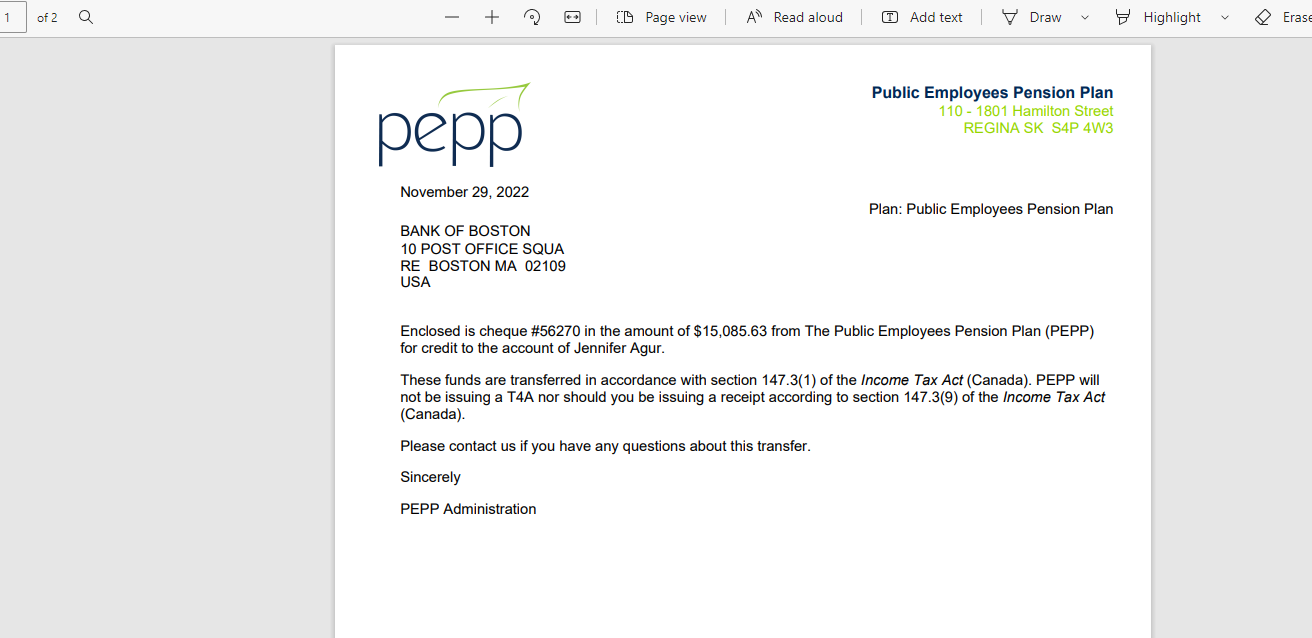 1 of 2 Page view Read aloud Add text Draw Highlight Erase
pepp
Public Employees Pension Plan
110 - 1801 Hamilton Street
REGINA SK S4P 4W3
November 29, 2022
Plan: Public Employees Pension Plan
BANK OF BOSTON
10 POST OFFICE SQUA
RE BOSTON MA 02109
USA
Enclosed is cheque #56270 in the amount of $15,085.63 from The Public Employees Pension Plan (PEPP)
for credit to the account of Jennifer Agur.
These funds are transferred in accordance with section 147.3(1) of the Income Tax Act (Canada). PEPP will
not be issuing a T4A nor should you be issuing a receipt according to section 147.3(9) of the Income Tax Act
(Canada).
Please contact us if you have any questions about this transfer.
Sincerely
PEPP Administration